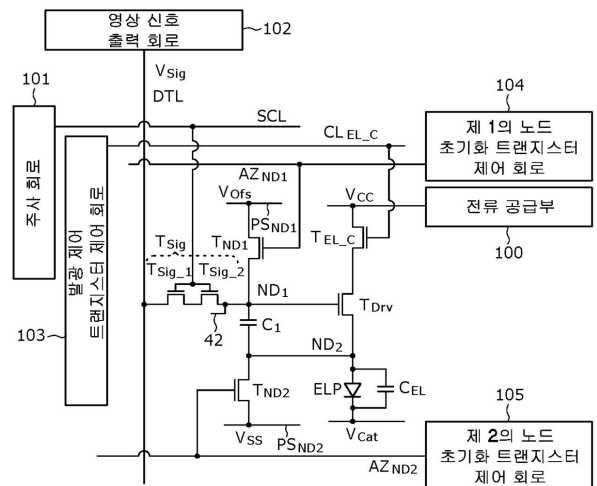 영상 신호
출력 회로
102
V_Sig
DTL
101
주사 회로
SCL
CL_EL_C
104
제 1의 노드
초기화 트랜지스터
제어 회로
AZ_ND1
V_Ofs
PS_ND1
V_CC
전류 공급부
100
발광 제어
트랜지스터 제어 회로
103
T_Sig
T_Sig_1
T_Sig_2
T_ND1
T_EL_C
ND_1
T_Drv
42
C_1
ND_2
T_ND2
ELP
C_EL
V_SS
PS_ND2
V_Cat
105
제 2의 노드
초기화 트랜지스터
제어 회로
AZ_ND2